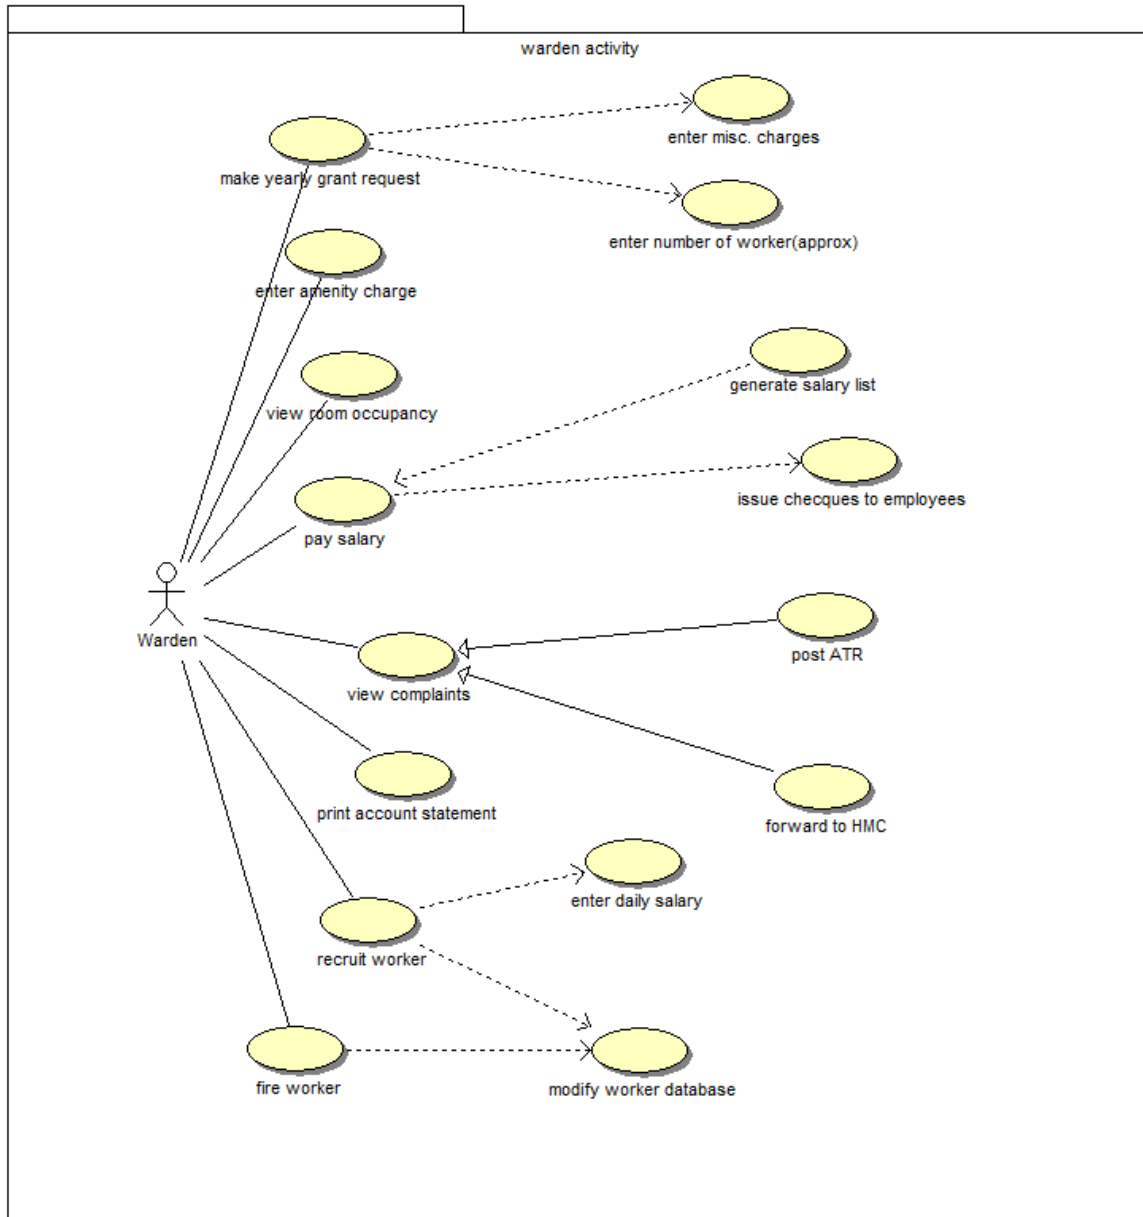 warden activity
enter misc. charges
make yearly grant request
enter number of worker(approx)
enter amenity charge
generate salary list
view room occupancy
issue checques to employees
pay salary
Warden
post ATR
view complaints
print account statement
forward to HMC
enter daily salary
recruit worker
fire worker
modify worker database